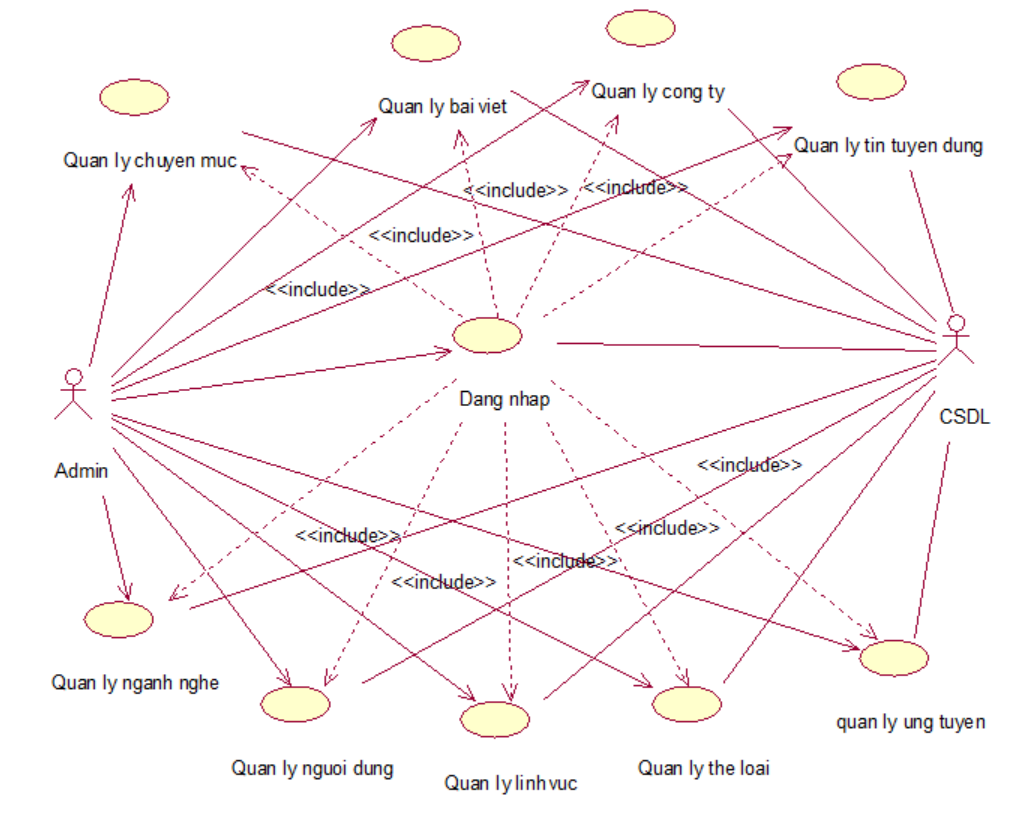 Quan ly bai viet
Quan ly cong ty
Quan ly chuyen muc
Quan ly tin tuyen dung
<<include>>
<<include>>
<<include>>
<<include>>
Dang nhap
CSDL
Admin
<<include>>
<<include>>
<<include>>
<<include>>
<<include>>
Quan ly nganh nghe
quan ly ung tuyen
Quan ly nguoi dung
Quan ly the loai
Quan ly linh vuc